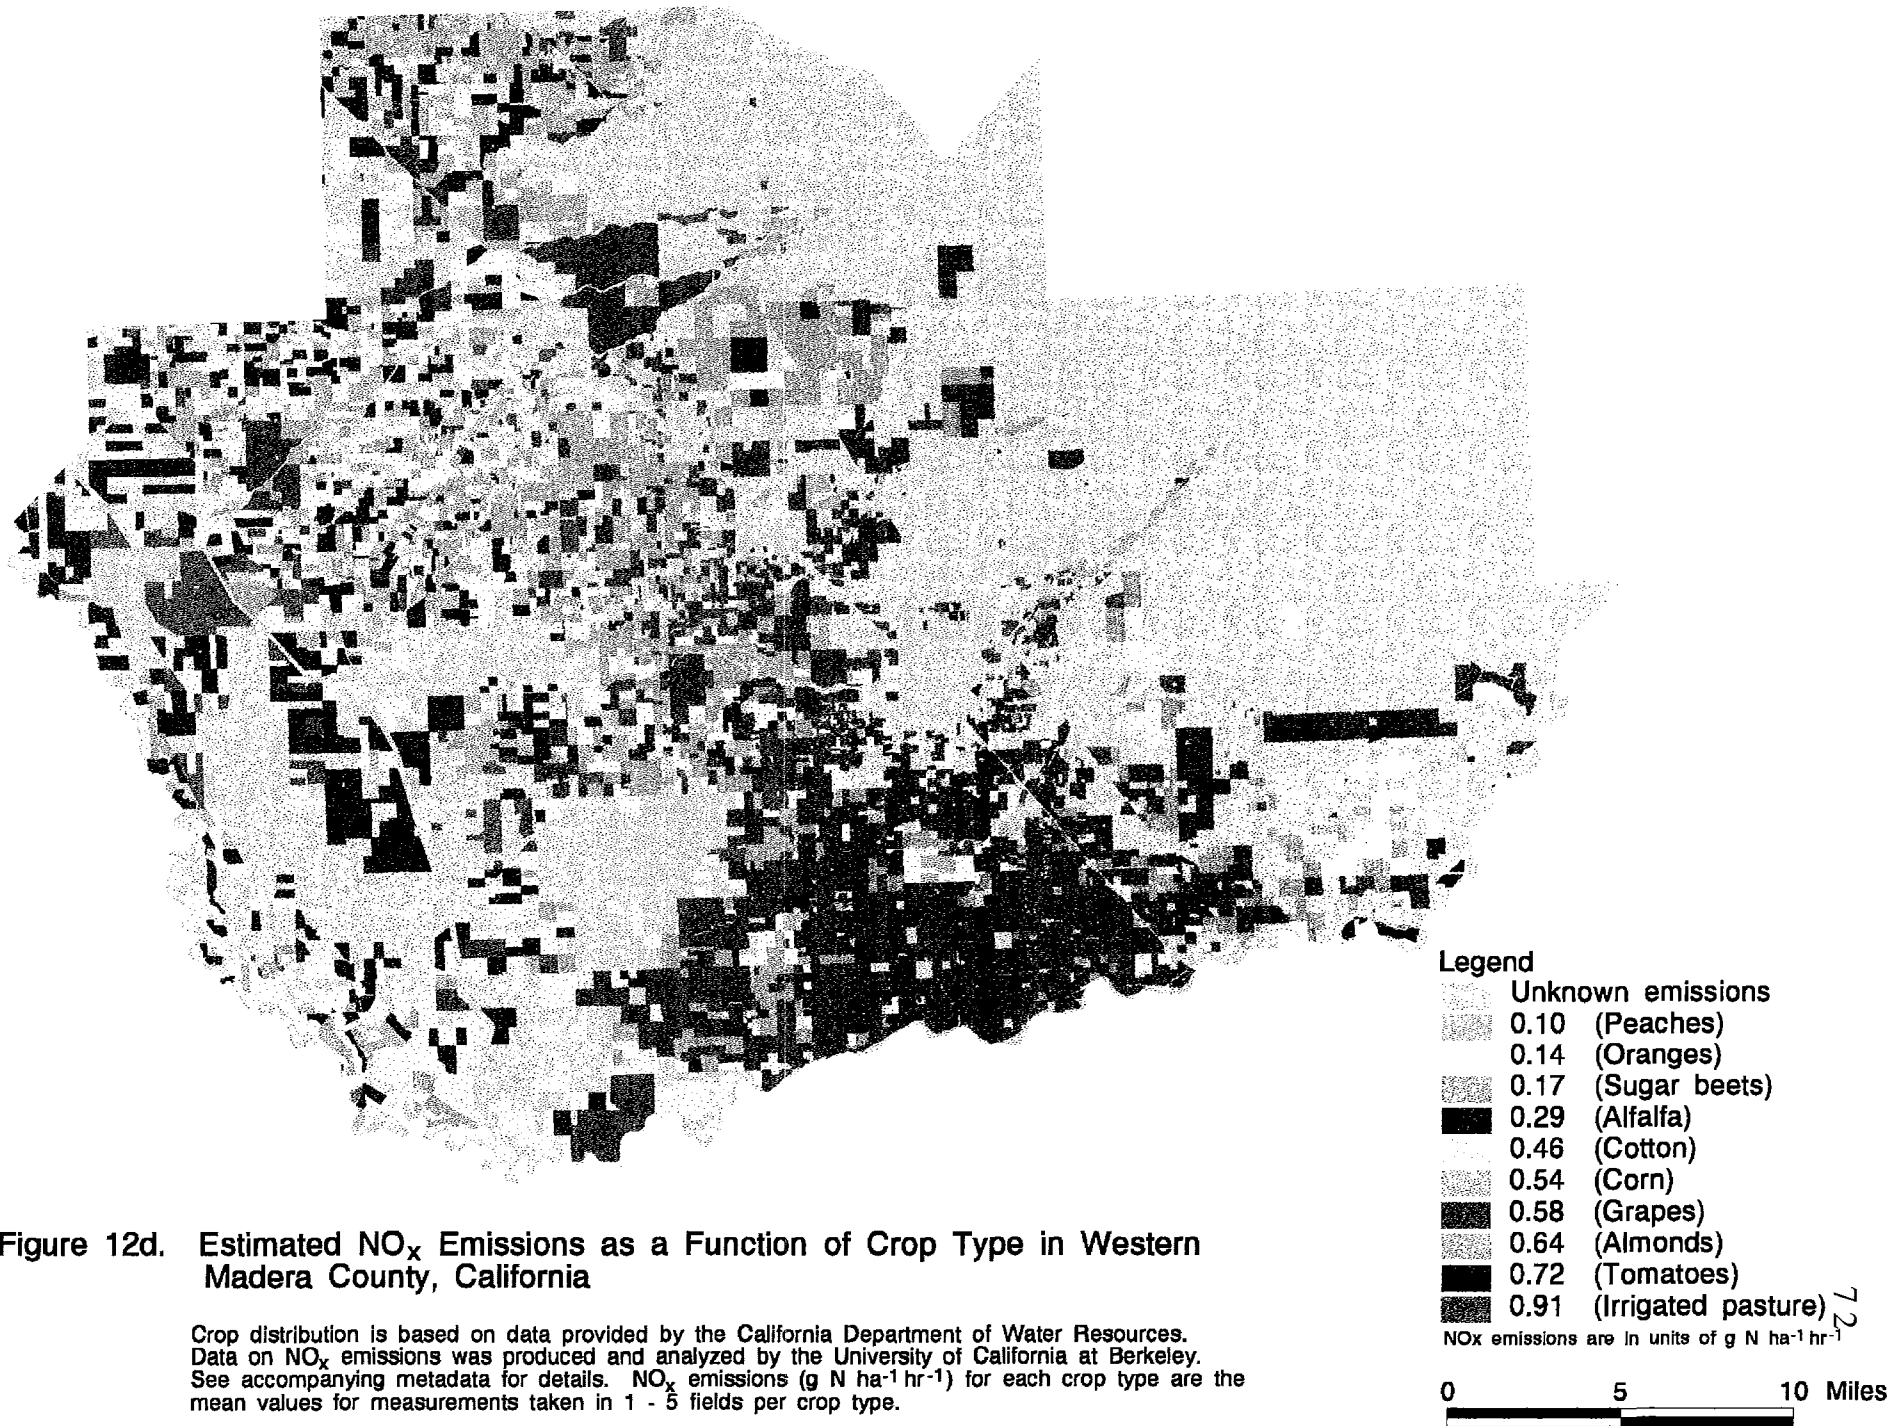 Legend
Unknown emissions
0.10 (Peaches)
0.14 (Oranges)
0.17 (Sugar beets)
0.29 (Alfalfa)
0.46 (Cotton)
0.54 (Corn)
0.58 (Grapes)
0.64 (Almonds)
0.72 (Tomatoes)
0.91 (Irrigated pasture)
NOx emissions are in units of g N ha-1 hr-1
72
0 5 10 Miles
Figure 12d. Estimated NOx Emissions as a Function of Crop Type in Western
Madera County, California
Crop distribution is based on data provided by the California Department of Water Resources.
Data on NOx emissions was produced and analyzed by the University of California at Berkeley.
See accompanying metadata for details. NOx emissions (g N ha-1 hr-1) for each crop type are the
mean values for measurements taken in 1 - 5 fields per crop type.